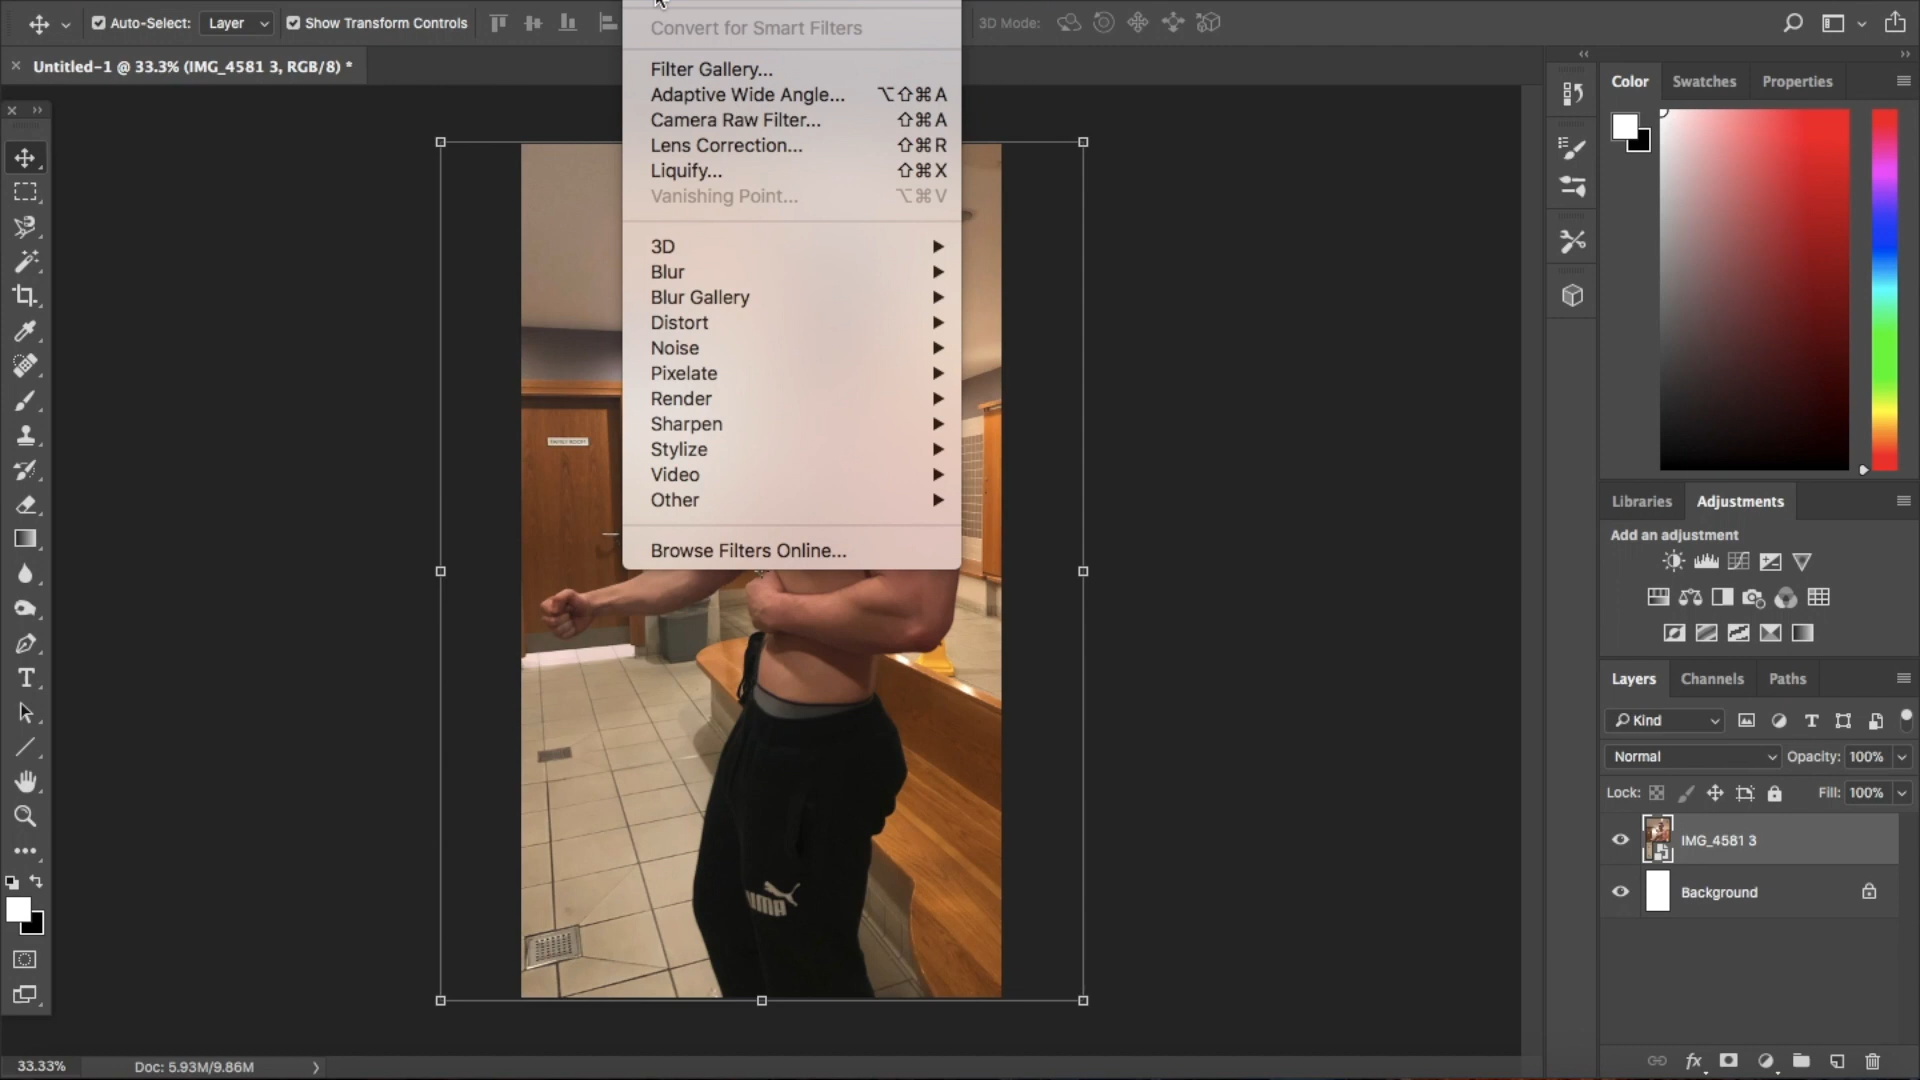 Auto-Select: Layer Show Transform Controls 3D Mode:
Untitled-1 @ 33.3% (IMG_4581 3, RGB/8) *
Convert for Smart Filters
Filter Gallery...
Adaptive Wide Angle... ⌥⇧⌘A
Camera Raw Filter... ⇧⌘A
Lens Correction... ⇧⌘R
Liquify... ⇧⌘X
Vanishing Point... ⌥⌘V
3D
Blur
Blur Gallery
Distort
Noise
Pixelate
Render
Sharpen
Stylize
Video
Other
Browse Filters Online...
FAMILY ROOM
PUMA
33.33% Doc: 5.93M/9.86M
Color Swatches Properties
Libraries Adjustments
Add an adjustment
Layers Channels Paths
Kind
Normal Opacity: 100%
Lock: Fill: 100%
IMG_4581 3
Background